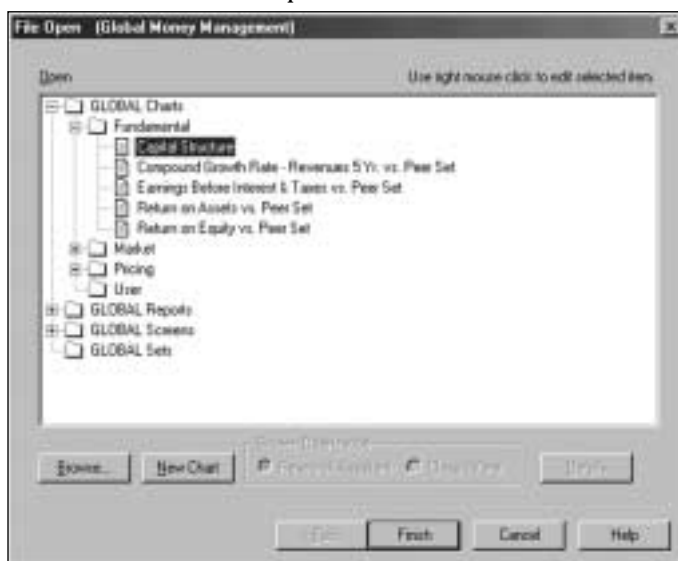 File Open (Global Money Management)
Open Use right mouse click to edit selected item
GLOBAL Charts
Fundamental
Capital Structure
Compound Growth Rate - Revenues 5 Yr. vs. Peer Set
Earnings Before Interest & Taxes vs. Peer Set
Return on Assets vs. Peer Set
Return on Equity vs. Peer Set
Market
Pricing
User
GLOBAL Reports
GLOBAL Screens
GLOBAL Sets
Browse... New Chart
Finish Cancel Help